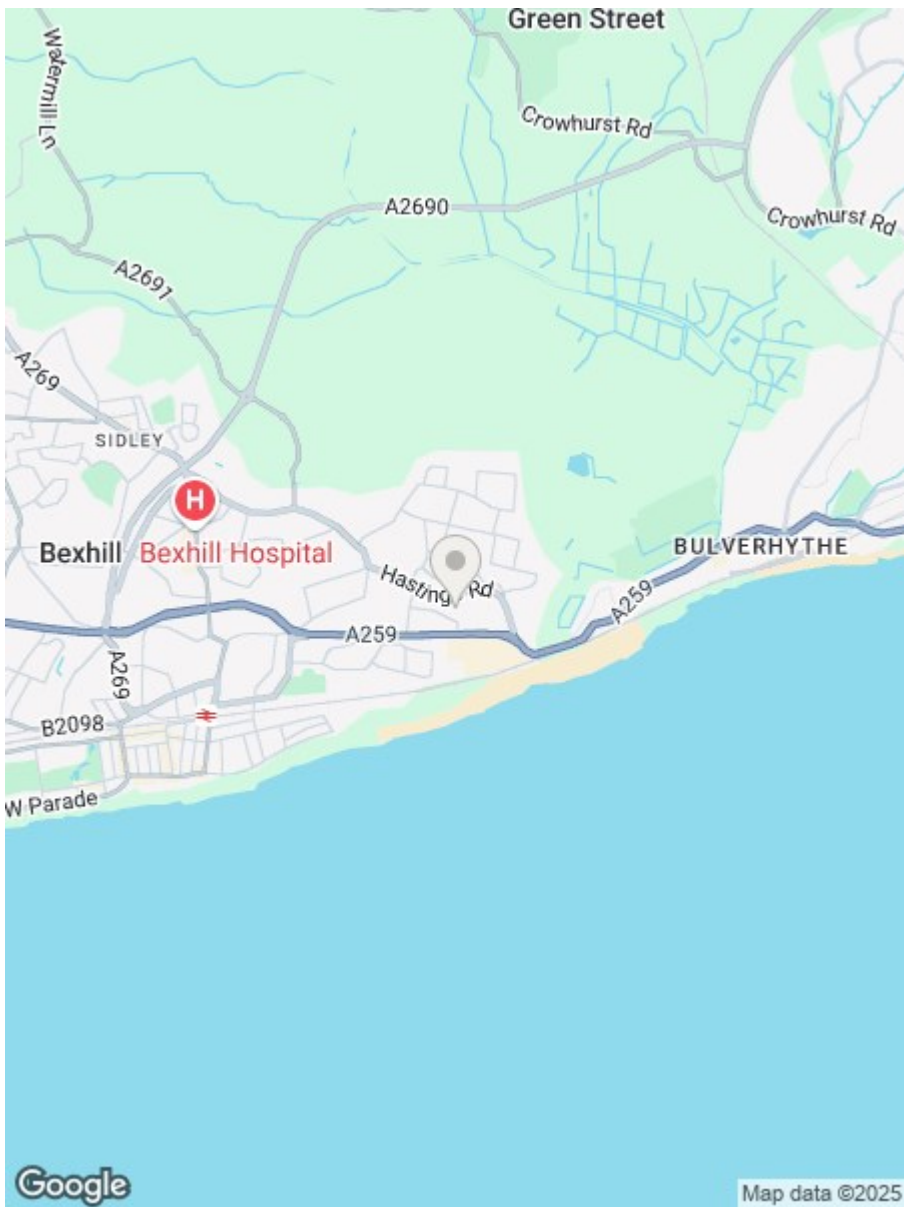 Green Street
Watermill Ln
Crowhurst Rd
A2690
Crowhurst Rd
A2697
A269
SIDLEY
H
Bexhill
Bexhill Hospital
BULVERHYTHE
Hastings Rd
A259
A259
A269
B2098
W Parade
Google
Map data ©2025